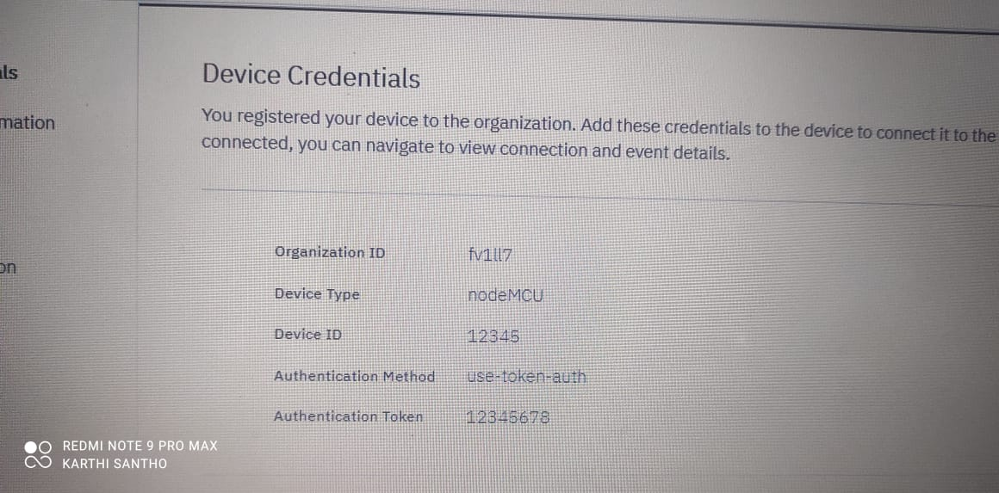 als
mation
on
Device Credentials
You registered your device to the organization. Add these credentials to the device to connect it to the
connected, you can navigate to view connection and event details.
Organization ID fv1ll7
Device Type nodeMCU
Device ID 12345
Authentication Method use-token-auth
Authentication Token 12345678
REDMI NOTE 9 PRO MAX
KARTHI SANTHO